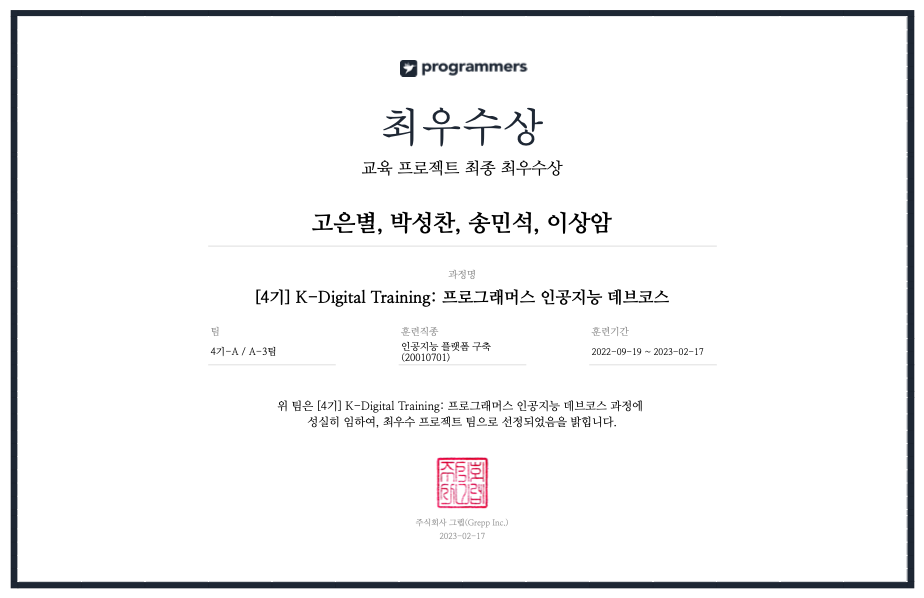 programmers
최우수상
교육 프로젝트 최종 최우수상
고은별, 박성찬, 송민석, 이상암
과정명
[4기] K-Digital Training: 프로그래머스 인공지능 데브코스
팀
훈련직종
훈련기간
4기-A / A-3팀
인공지능 플랫폼 구축
(20010701)
2022-09-19 ~ 2023-02-17
위 팀은 [4기] K-Digital Training: 프로그래머스 인공지능 데브코스 과정에
성실히 임하여, 최우수 프로젝트 팀으로 선정되었음을 밝힙니다.
주식회사 그렙(Grepp Inc.)
2023-02-17